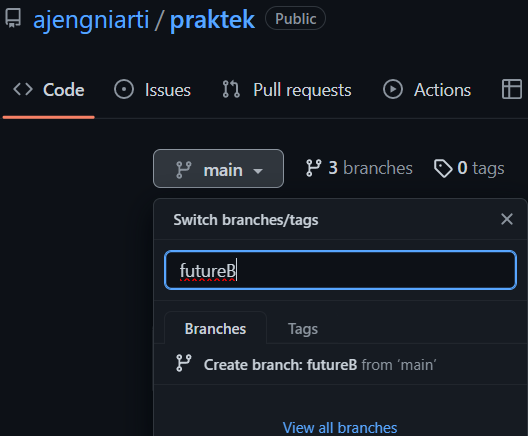 ajengniarti / praktek Public
Code Issues Pull requests Actions
main 3 branches 0 tags
Switch branches/tags
futureB
Branches Tags
Create branch: futureB from ‘main’
View all branches